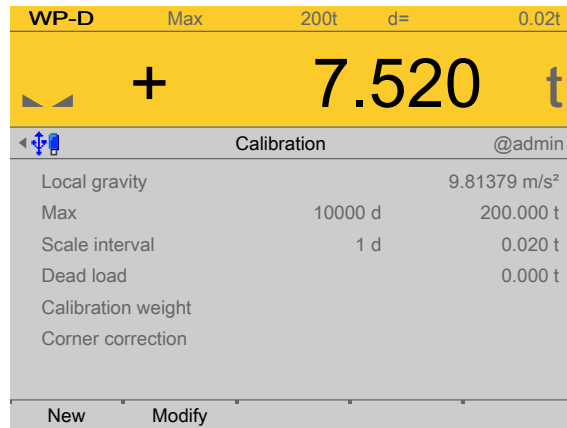 WP-D Max 200t d= 0.02t
+ 7.520 t
Calibration @admin
Local gravity 9.81379 m/s²
Max 10000 d 200.000 t
Scale interval 1 d 0.020 t
Dead load 0.000 t
Calibration weight
Corner correction
New Modify